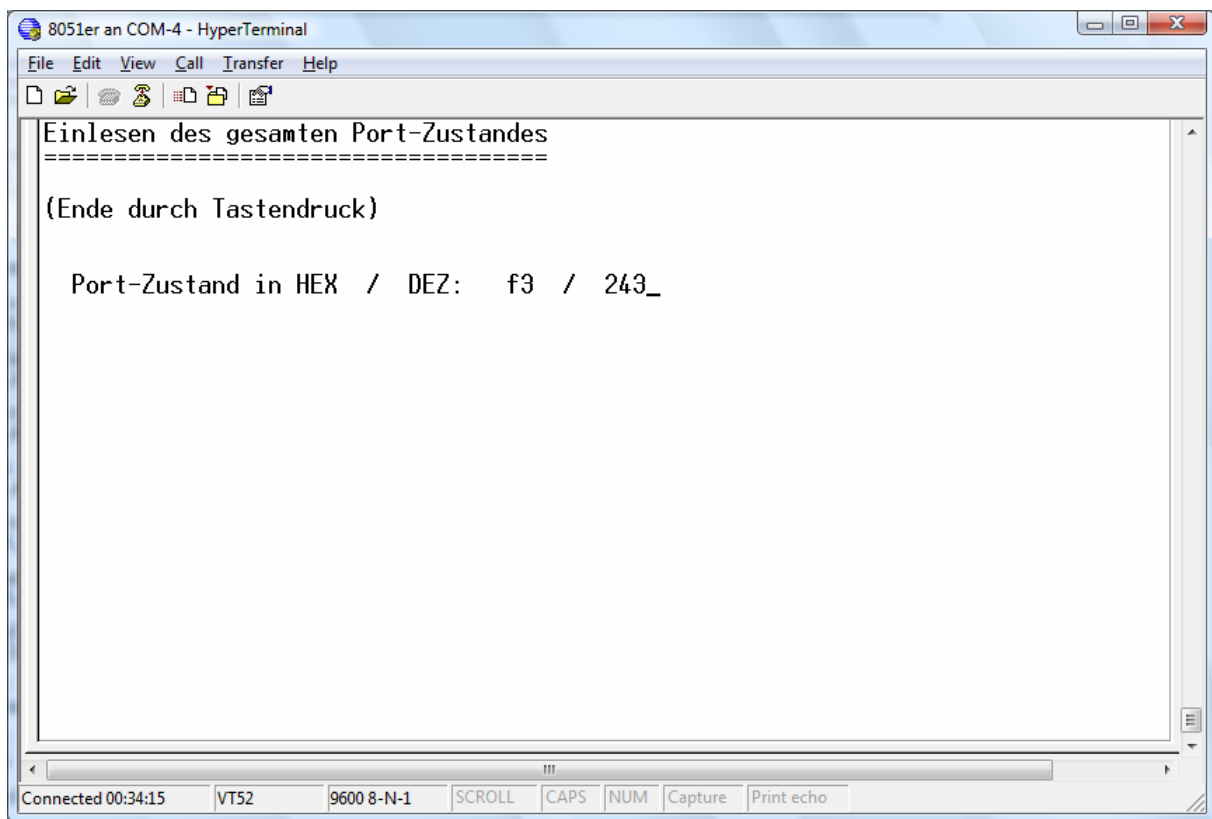 8051er an COM-4 - HyperTerminal
File Edit View Call Transfer Help
Einlesen des gesamten Port-Zustandes
====================================
(Ende durch Tastendruck)
Port-Zustand in HEX / DEZ: f3 / 243_
Connected 00:34:15 VT52 9600 8-N-1 SCROLL CAPS NUM Capture Print echo